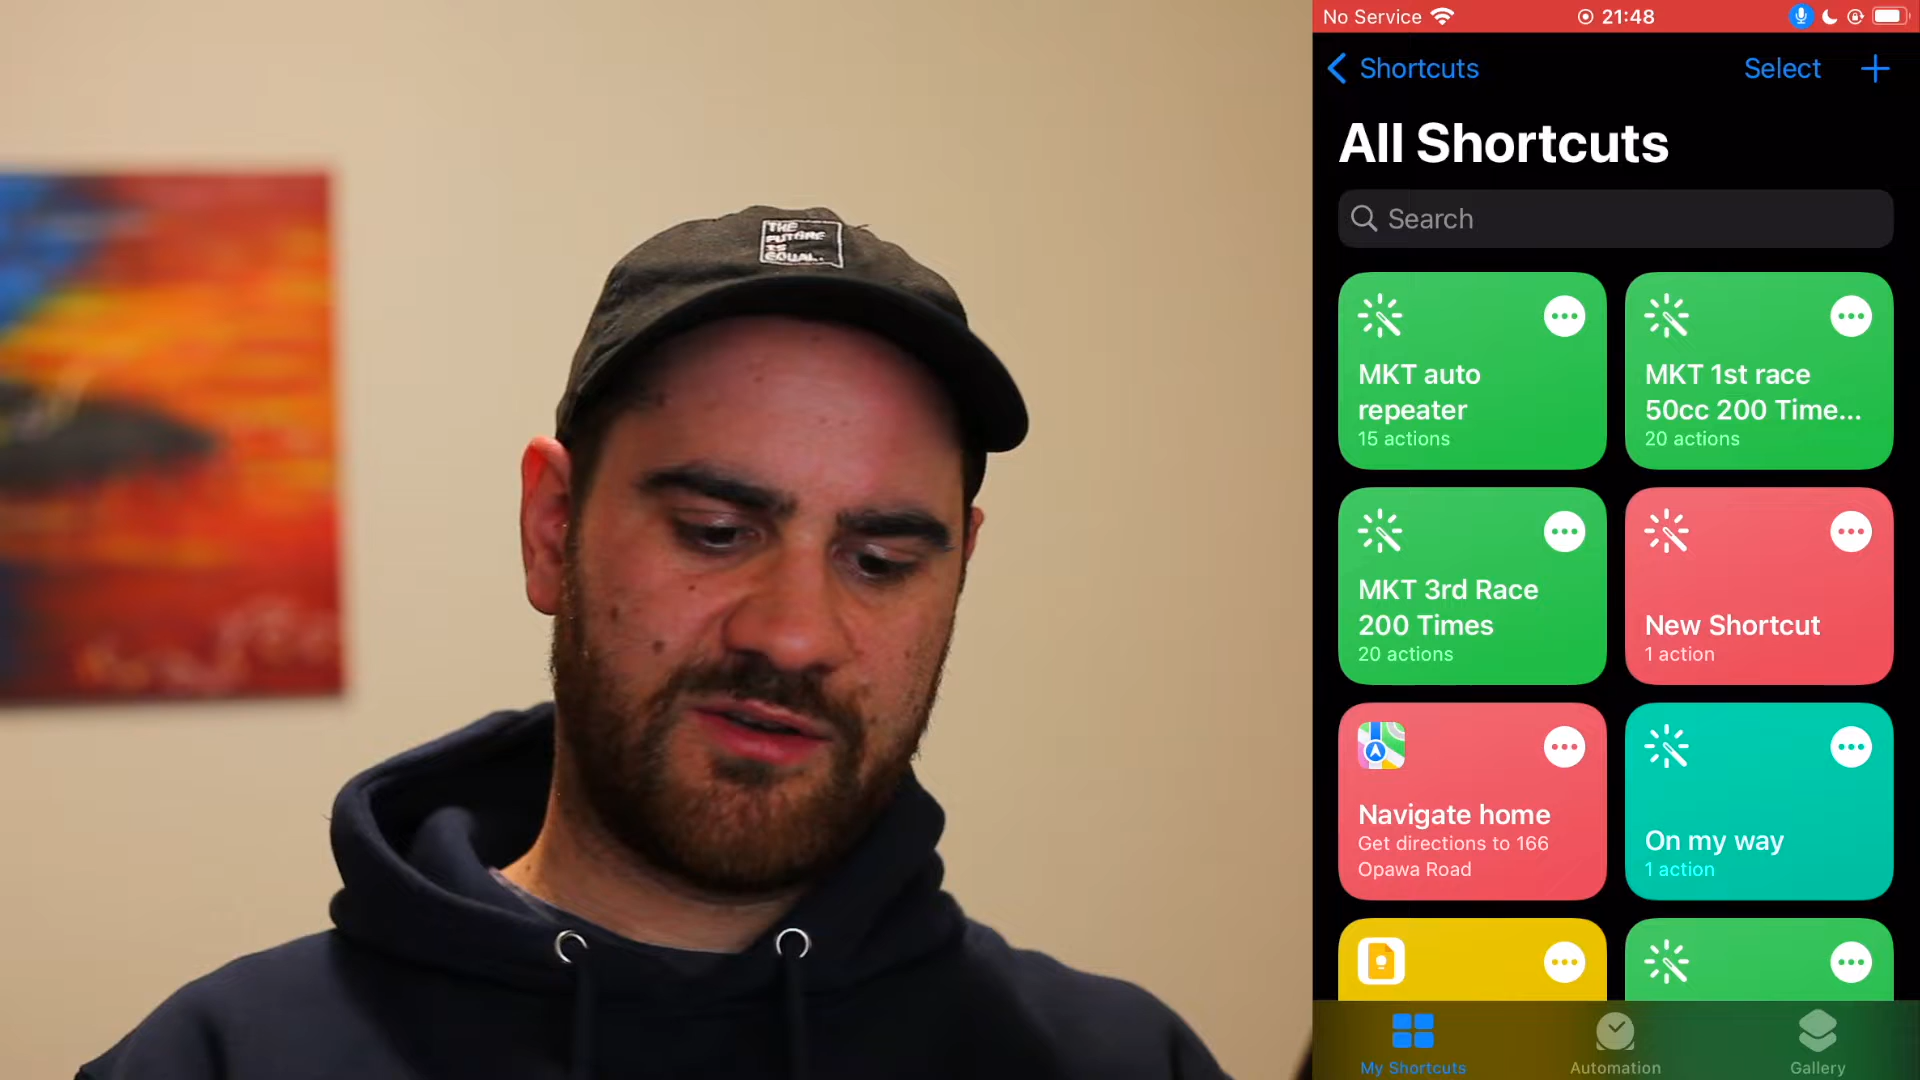 No Service
21:48
Shortcuts
Select
All Shortcuts
Search
MKT auto
repeater
15 actions
MKT 1st race
50cc 200 Time...
20 actions
MKT 3rd Race
200 Times
20 actions
New Shortcut
1 action
Navigate home
Get directions to 166
Opawa Road
On my way
1 action
My Shortcuts
Automation
Gallery
THE
FUTURE
IS
EQUAL.